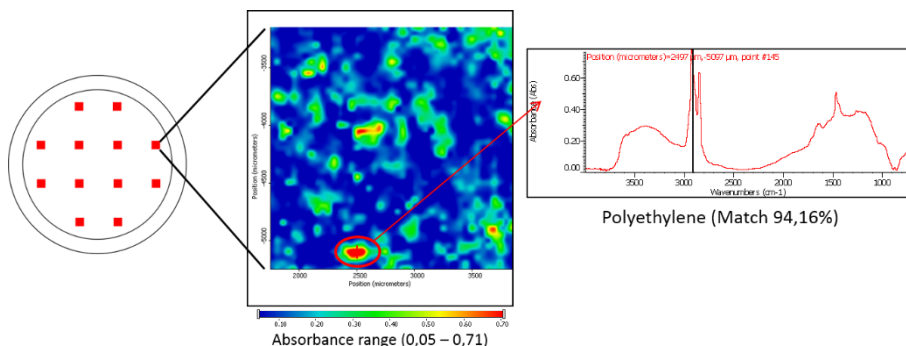 -3500
-4000
-4500
-5000
Position (micrometers)
2000 2500 3000 3500
Position (micrometers)
0.10 0.20 0.30 0.40 0.50 0.60 0.70
Absorbance range (0,05 – 0,71)
Position (micrometers)=2497 µm,-5097 µm, point #145
Absorbance (Abs)
0.60
0.40
0.20
0.00
3500 3000 2500 2000 1500 1000
Wavenumbers (cm-1)
Polyethylene (Match 94,16%)